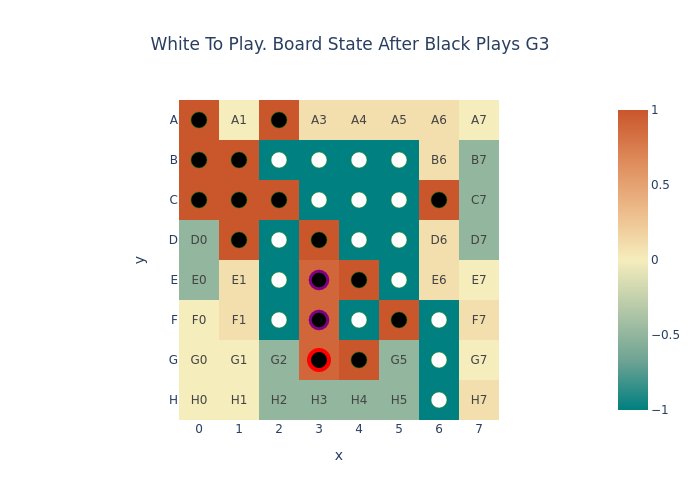 White To Play. Board State After Black Plays G3
A A1 A3 A4 A5 A6 A7
B B6 B7
C C7
D D0 D6 D7
E E0 E1 E6 E7
F F0 F1 F7
G G0 G1 G2 G5 G7
H H0 H1 H2 H3 H4 H5 H7
0 1 2 3 4 5 6 7
x
y
1
0.5
0
−0.5
−1